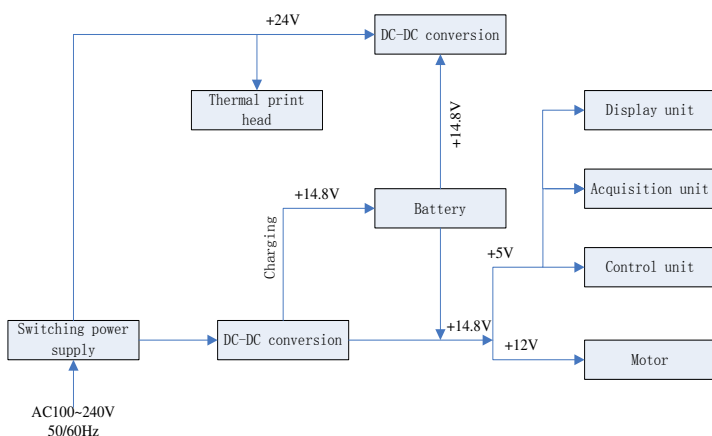 +24V
DC-DC conversion
Thermal print
head
+14.8V
Display unit
+14.8V
Acquisition unit
Battery
Charging
+5V
Control unit
Switching power
supply
DC-DC conversion
+14.8V
+12V
Motor
AC100~240V
50/60Hz